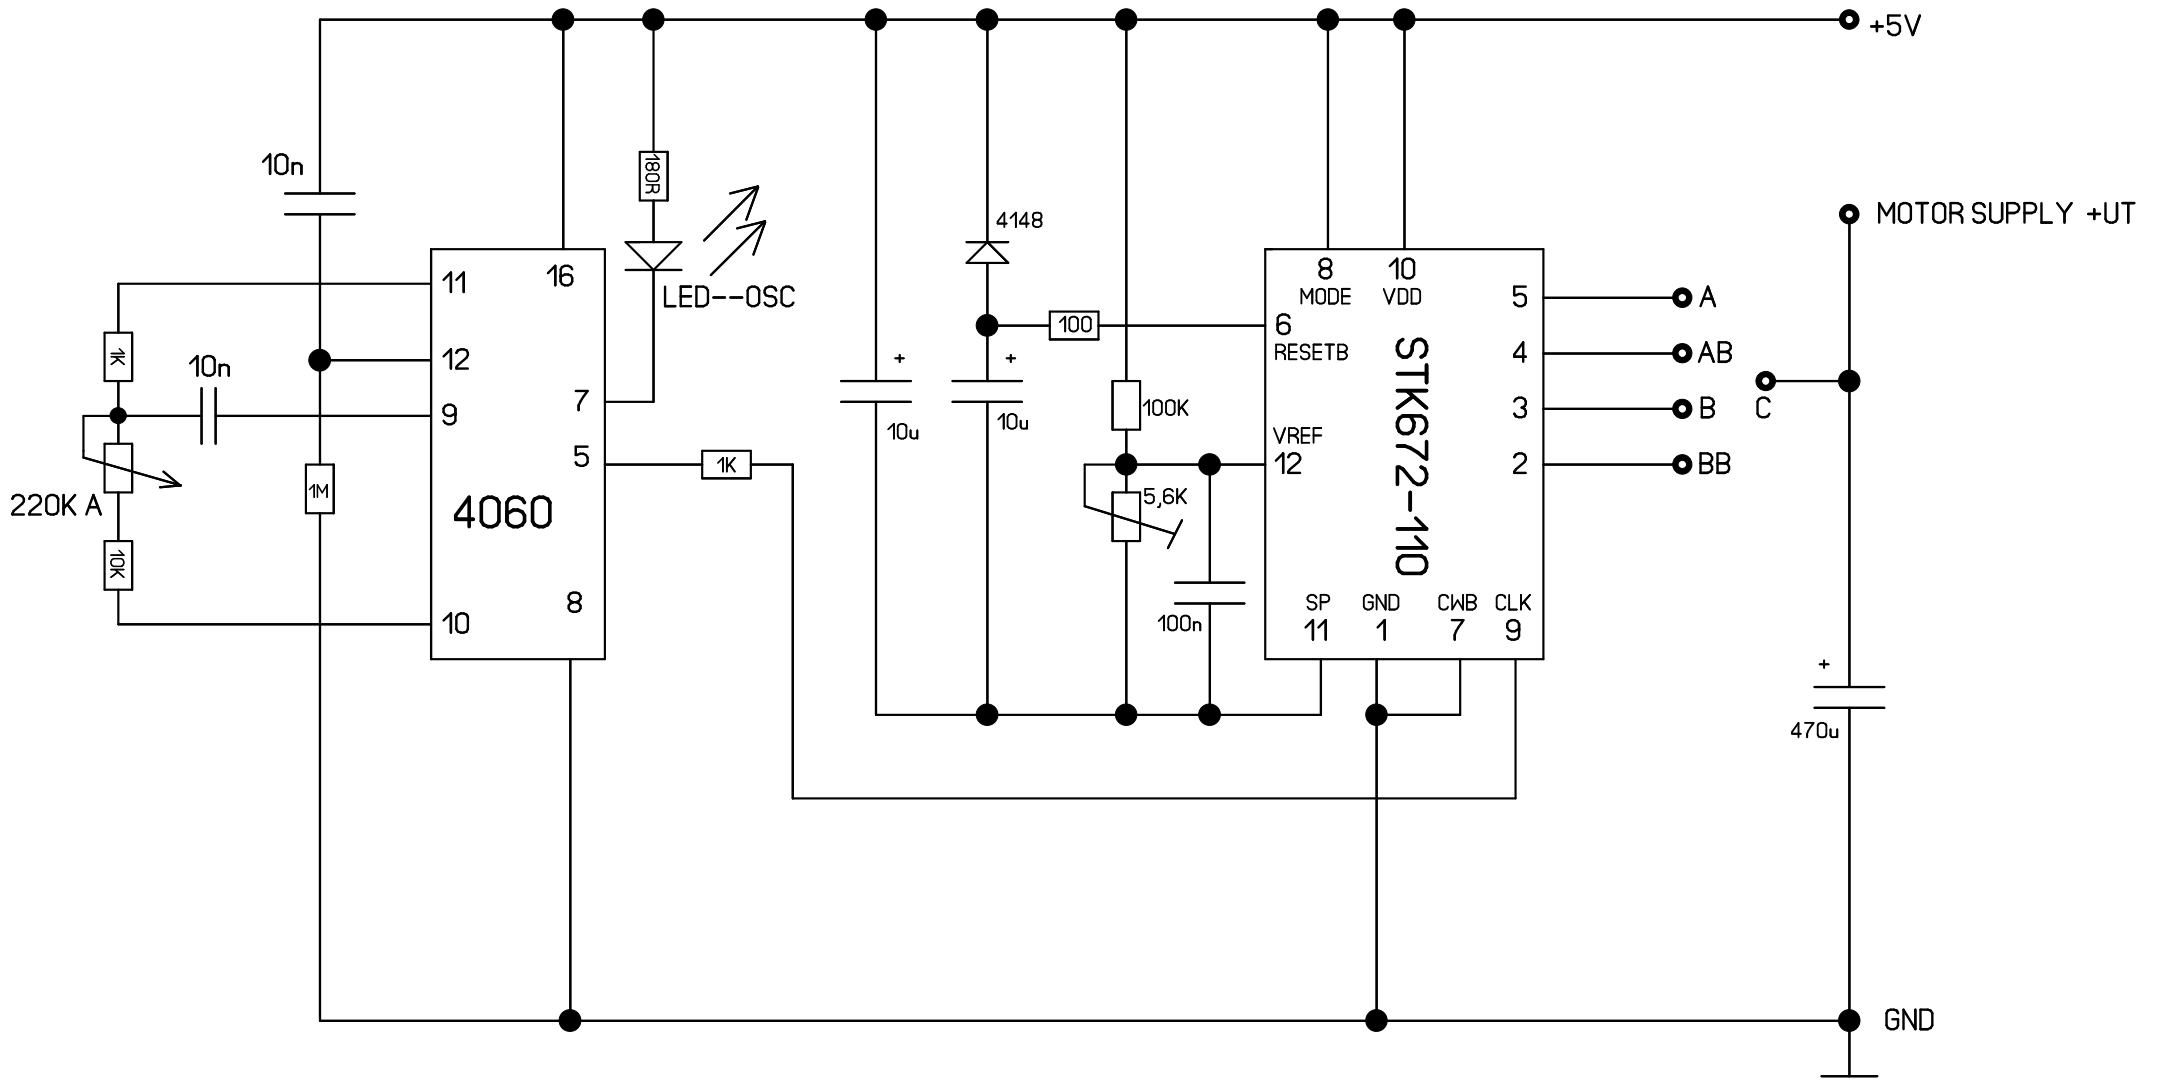 +5V
10n
180R
4148
MOTOR SUPPLY +UT
16
8
10
MODE
VDD
11
LED--OSC
5
A
100
6
RESETB
1K
10n
12
+
+
4
AB
STK672-110
7
9
10u
10u
100K
3
B
C
VREF
5
1K
12
2
BB
1M
220K A
4060
5,6K
10K
8
10
100n
SP
GND
CWB
CLK
11
1
7
9
+
470u
GND